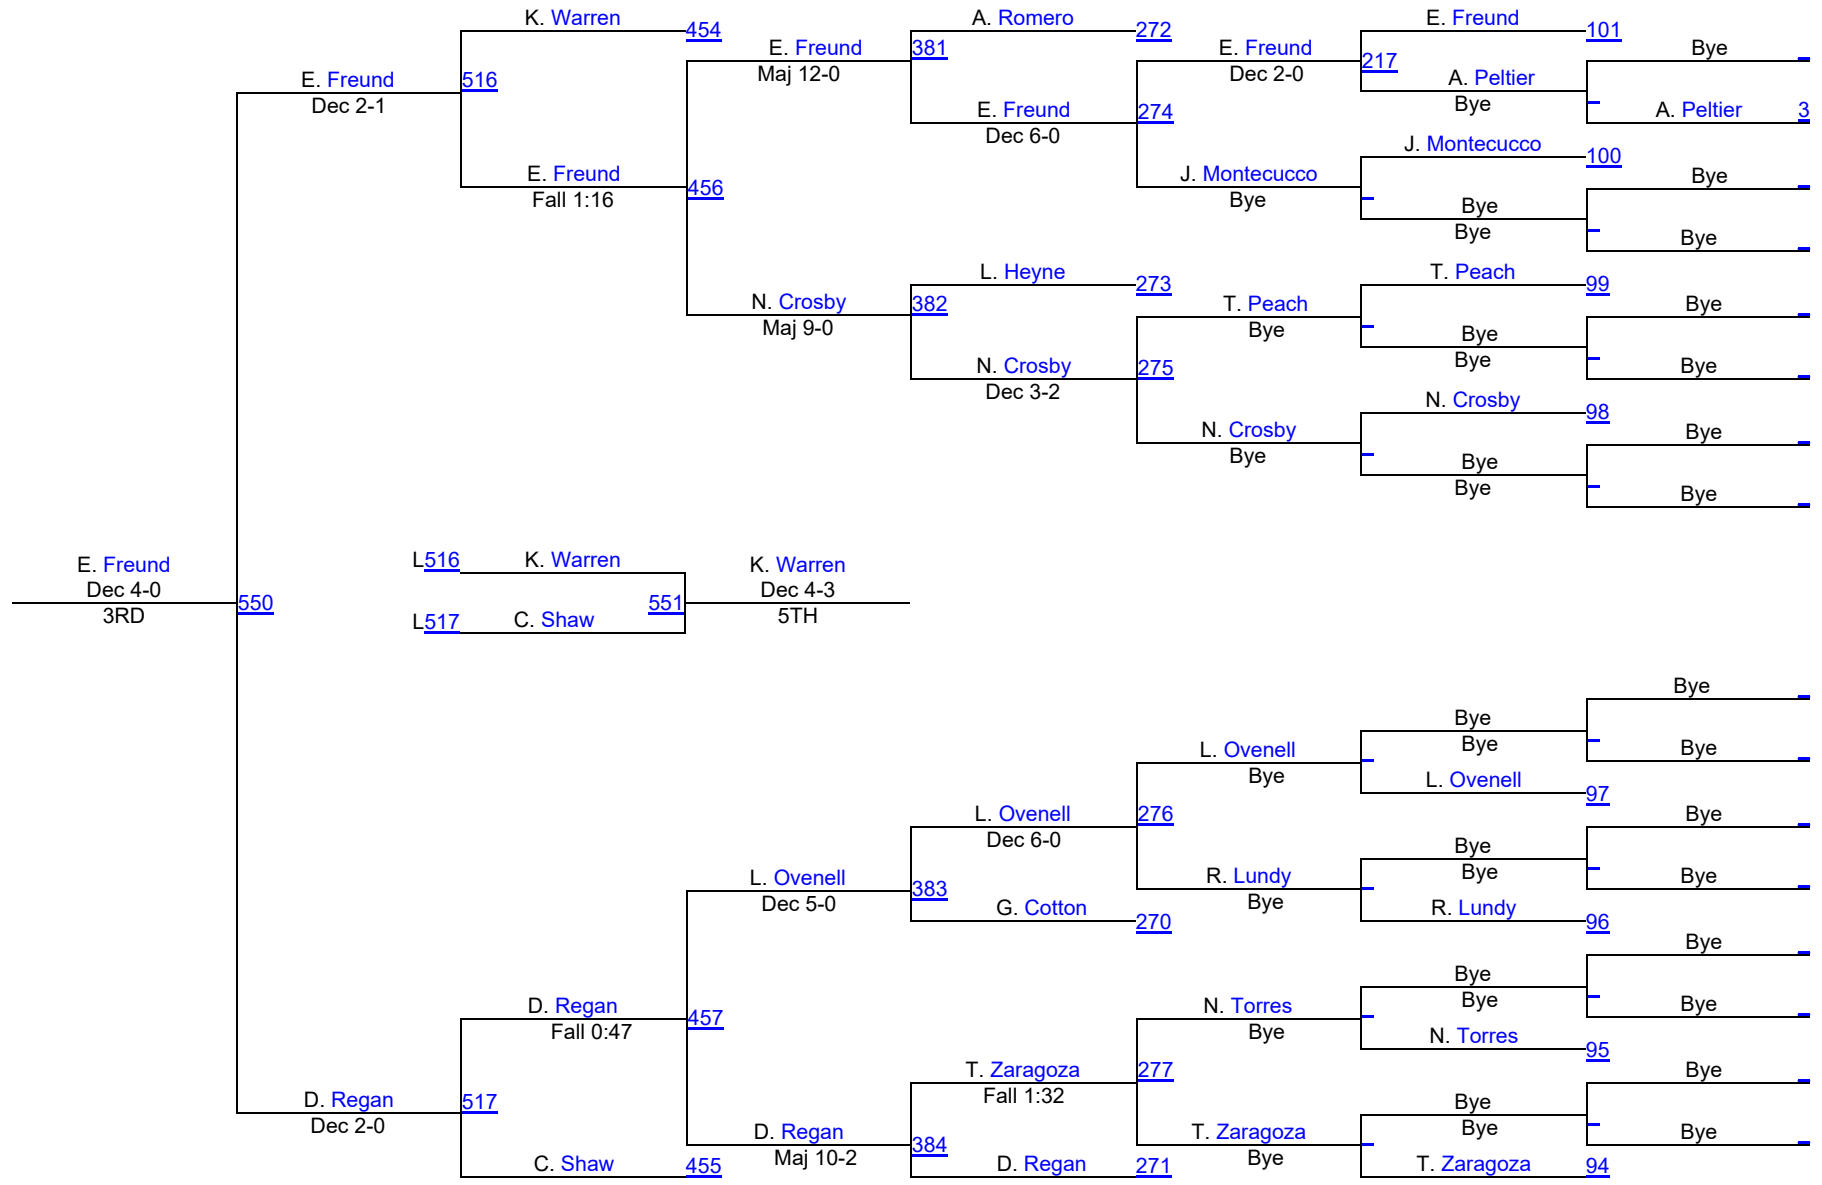 K. Warren
454
A. Romero
272
E. Freund
101
E. Freund
381
Maj 12-0
E. Freund
Dec 2-0
217
Bye
E. Freund
516
Dec 2-1
A. Peltier
Bye
E. Freund
274
Dec 6-0
A. Peltier
3
J. Montecucco
100
E. Freund
456
Fall 1:16
J. Montecucco
Bye
Bye
Bye
Bye
Bye
L. Heyne
273
T. Peach
99
N. Crosby
382
Maj 9-0
T. Peach
Bye
Bye
Bye
Bye
N. Crosby
275
Dec 3-2
Bye
N. Crosby
98
N. Crosby
Bye
Bye
Bye
Bye
Bye
E. Freund
Dec 4-0
3RD
550
L516
K. Warren
L517
C. Shaw
551
K. Warren
Dec 4-3
5TH
Bye
Bye
Bye
L. Ovenell
Bye
Bye
L. Ovenell
97
L. Ovenell
276
Dec 6-0
Bye
Bye
Bye
L. Ovenell
383
Dec 5-0
R. Lundy
Bye
Bye
G. Cotton
270
R. Lundy
96
Bye
Bye
Bye
D. Regan
457
Fall 0:47
N. Torres
Bye
Bye
N. Torres
95
T. Zaragoza
277
Fall 1:32
Bye
D. Regan
517
Dec 2-0
Bye
Bye
D. Regan
384
Maj 10-2
T. Zaragoza
Bye
Bye
C. Shaw
455
D. Regan
271
T. Zaragoza
94